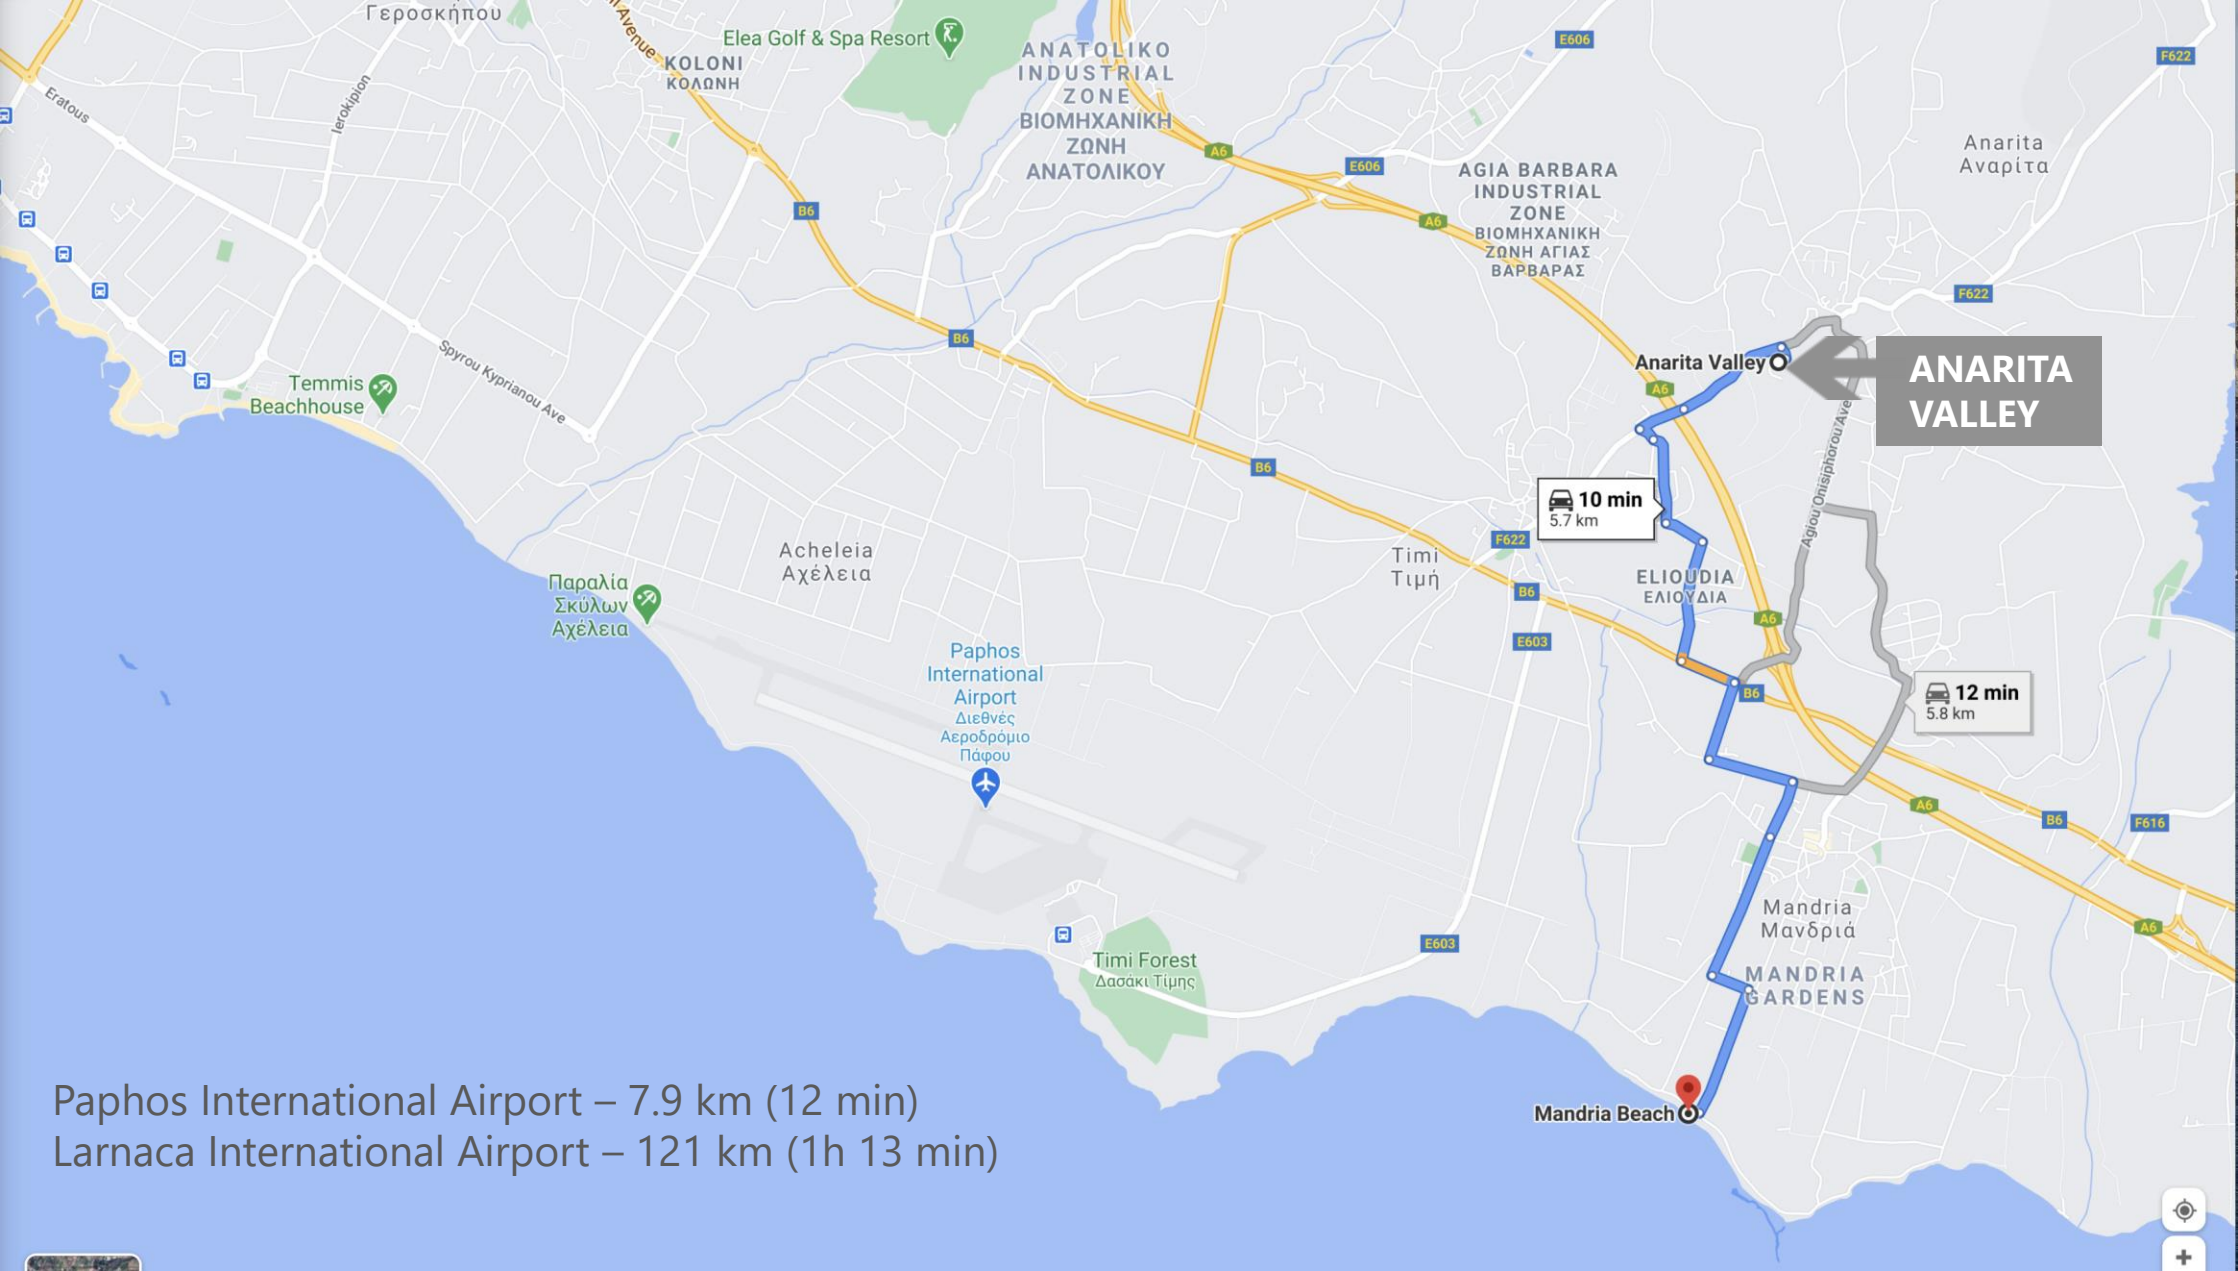 Γεροσκήπου
Avenue
Elea Golf & Spa Resort
KOLONI
ΚΟΛΩΝΗ
ANATOLIKO
INDUSTRIAL
ZONE
ΒΙΟΜΗΧΑΝΙΚΗ
ΖΩΝΗ
ΑΝΑΤΟΛΙΚΟΥ
E606
F622
Eratous
Ierokipion
A6
E606
AGIA BARBARA
INDUSTRIAL
ZONE
ΒΙΟΜΗΧΑΝΙΚΗ
ΖΩΝΗ ΑΓΙΑΣ
ΒΑΡΒΑΡΑΣ
Anarita
Αναρίτα
B6
A6
F622
B6
Spyrou Kyprianou Ave
Temmis
Beachhouse
Anarita Valley
ANARITA
VALLEY
A6
Agiou Onisiphorou Ave
B6
10 min
5.7 km
F622
Acheleia
Αχέλεια
Timi
Τιμή
ELIOUDIA
ΕΛΙΟΥΔΙΑ
B6
Παραλία
Σκύλων
Αχέλεια
A6
E603
Paphos
International
Airport
Διεθνές
Αεροδρόμιο
Πάφου
B6
12 min
5.8 km
A6
B6
F616
Mandria
Μανδριά
A6
E603
Timi Forest
Δασάκι Τίμης
MANDRIA
GARDENS
Mandria Beach
Paphos International Airport – 7.9 km (12 min)
Larnaca International Airport – 121 km (1h 13 min)